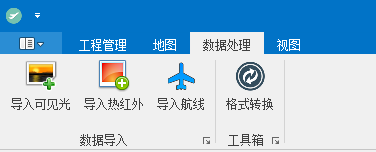 工程管理 地图 数据处理 视图
导入可见光 导入热红外 导入航线 格式转换
数据导入 工具箱